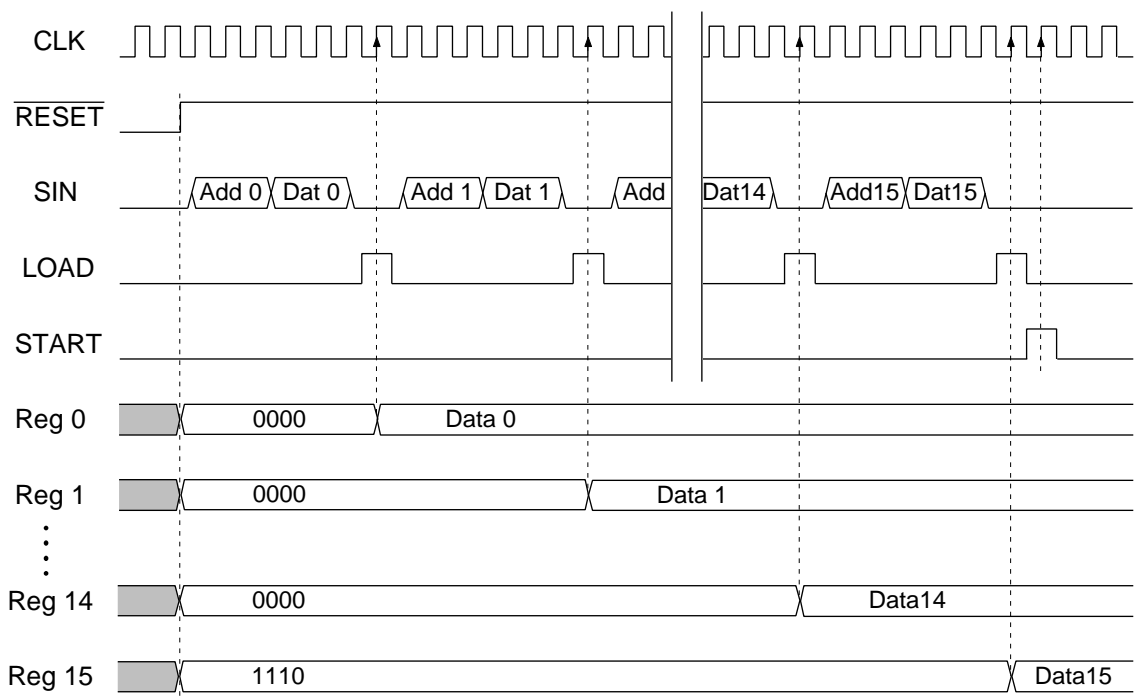 CLK
RESET
SIN
Add 0 Dat 0 Add 1 Dat 1 Add Dat14 Add15 Dat15
LOAD
START
Reg 0 0000 Data 0
Reg 1 0000 Data 1
Reg 14 0000 Data14
Reg 15 1110 Data15